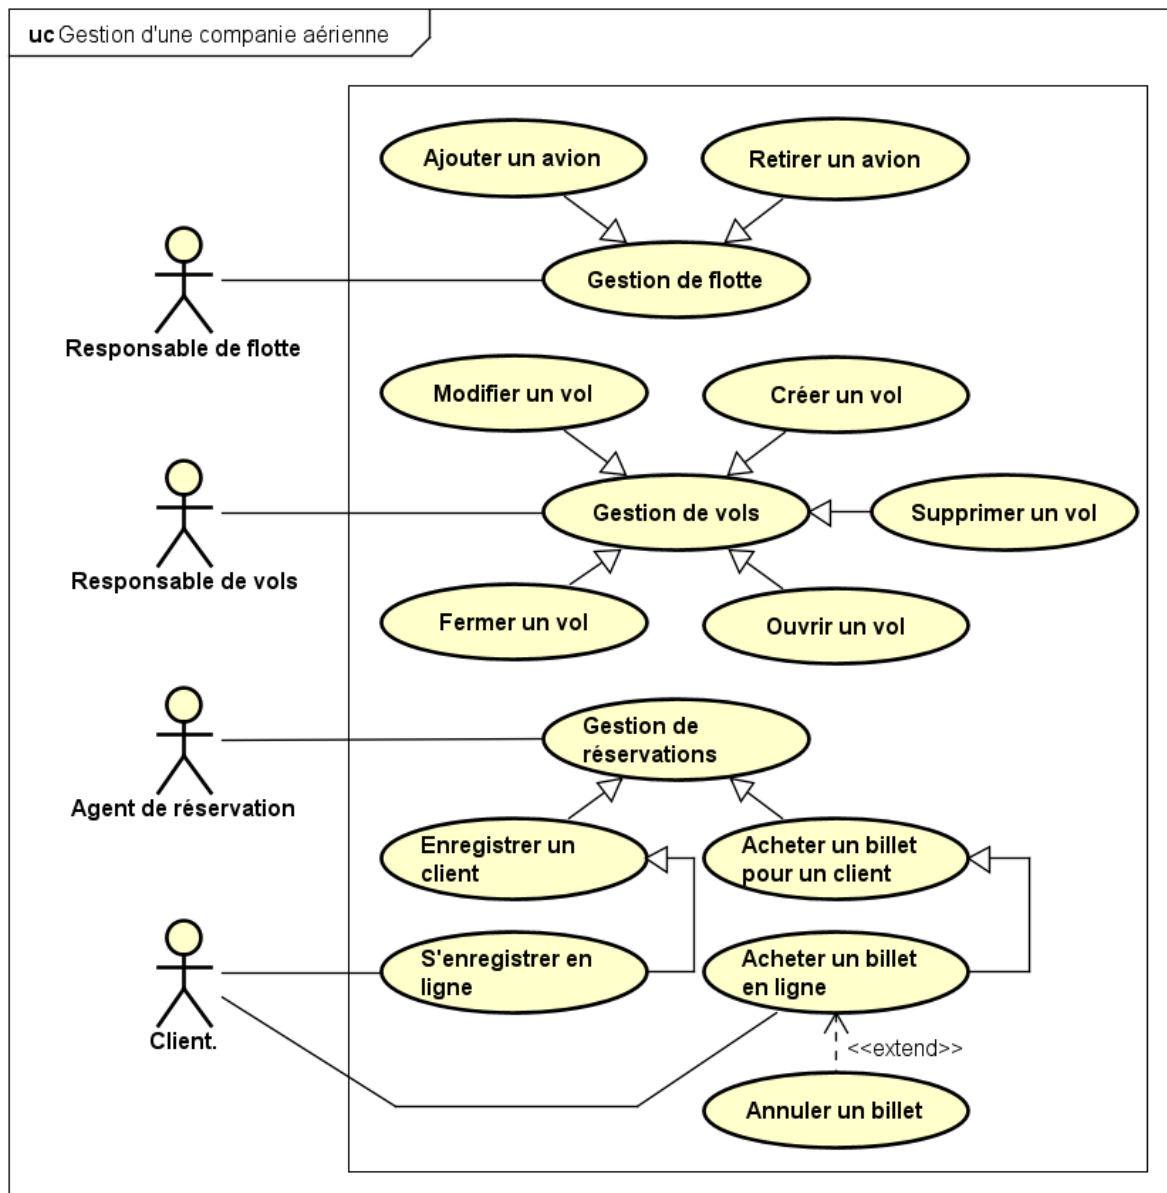 uc Gestion d'une companie aérienne
Ajouter un avion
Retirer un avion
Gestion de flotte
Responsable de flotte
Modifier un vol
Créer un vol
Gestion de vols
Supprimer un vol
Responsable de vols
Fermer un vol
Ouvrir un vol
Gestion de
réservations
Agent de réservation
Enregistrer un
client
Acheter un billet
pour un client
S'enregistrer en
ligne
Acheter un billet
en ligne
Client.
<<extend>>
Annuler un billet